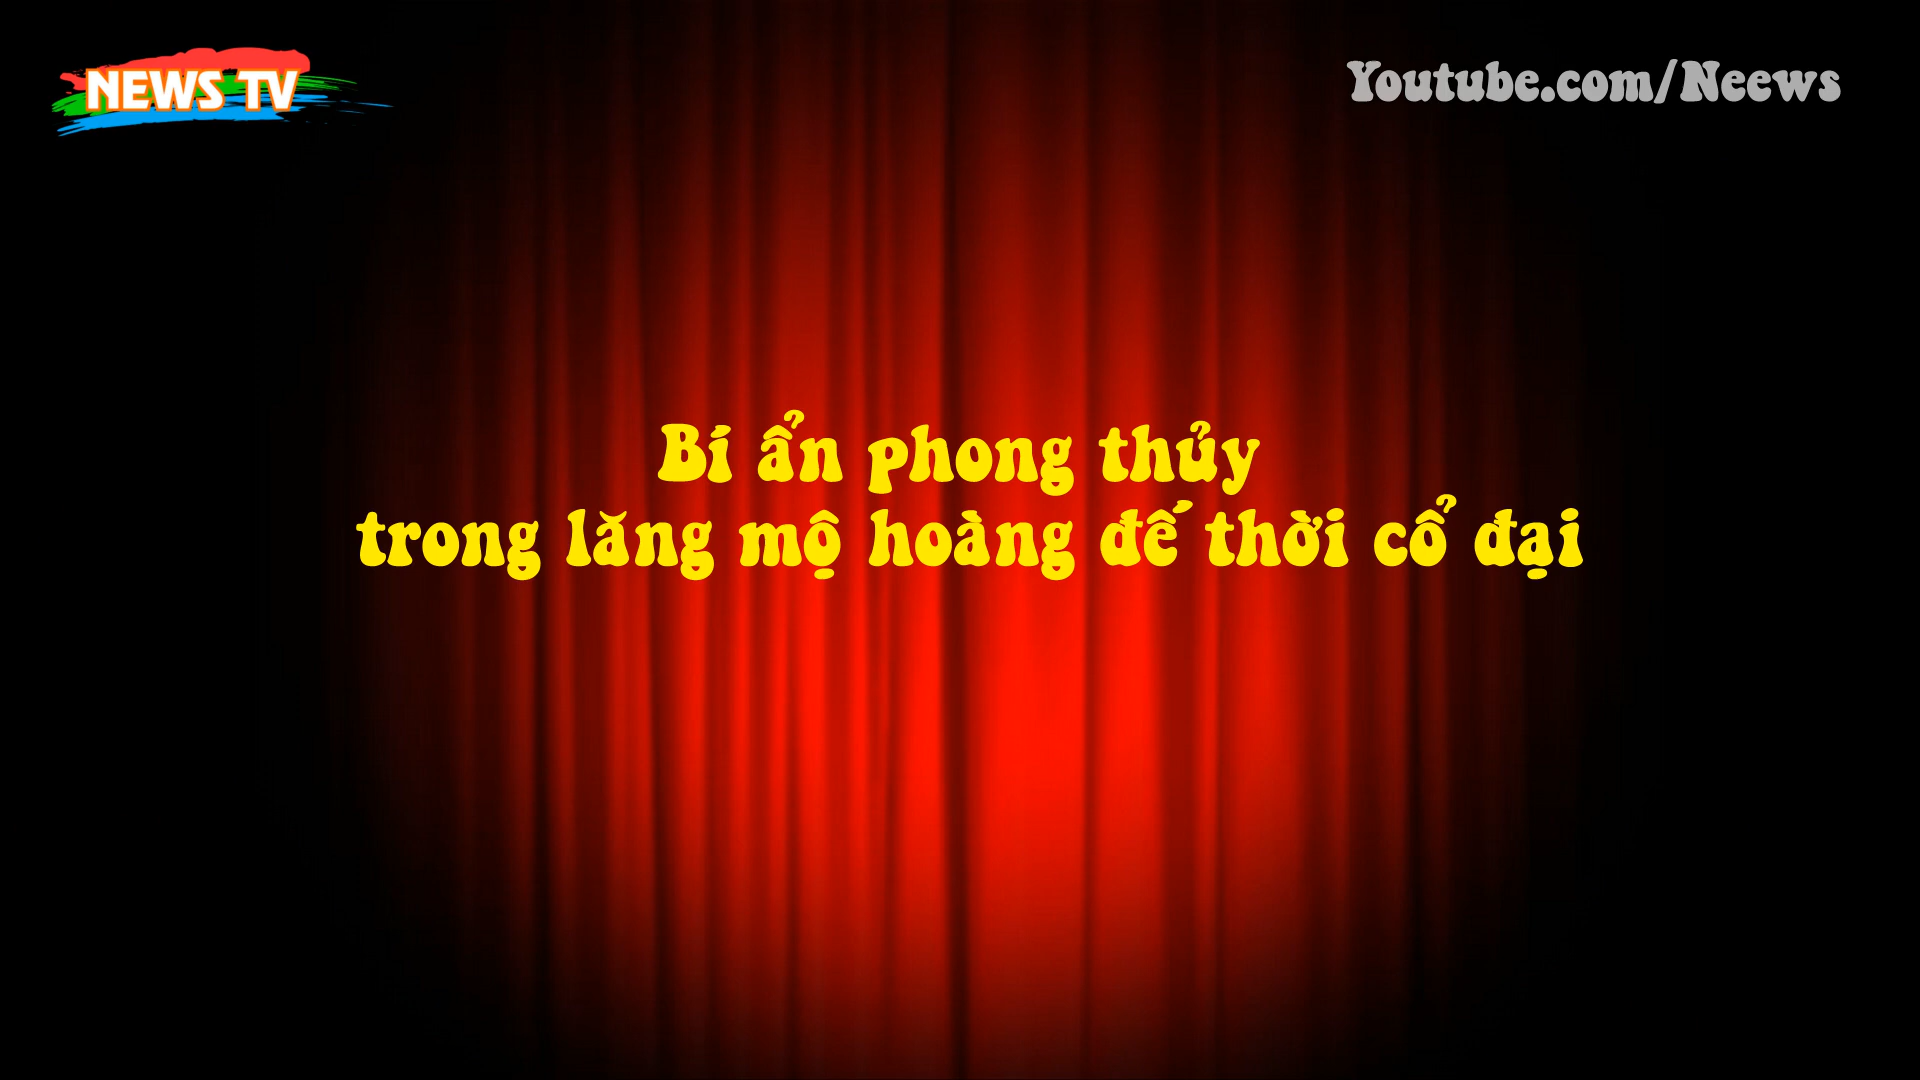 NEWS TV
Youtube.com/Neews
Bí ẩn phong thủy
trong lăng mộ hoàng đế thời cổ đại